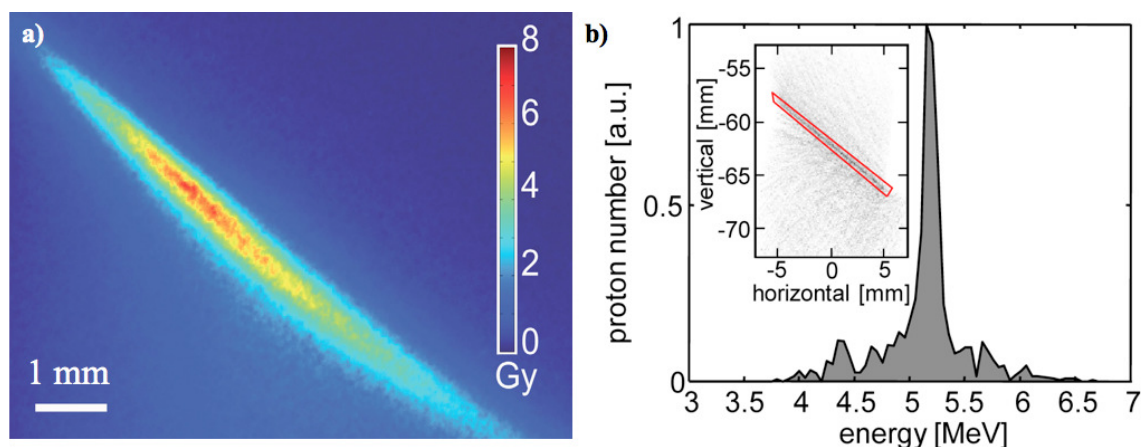 a)
8
6
4
2
0
Gy
1 mm
b)
1
0.5
0
proton number [a.u.]
-55
-60
-65
-70
vertical [mm]
-5 0 5
horizontal [mm]
3 3.5 4 4.5 5 5.5 6 6.5 7
energy [MeV]